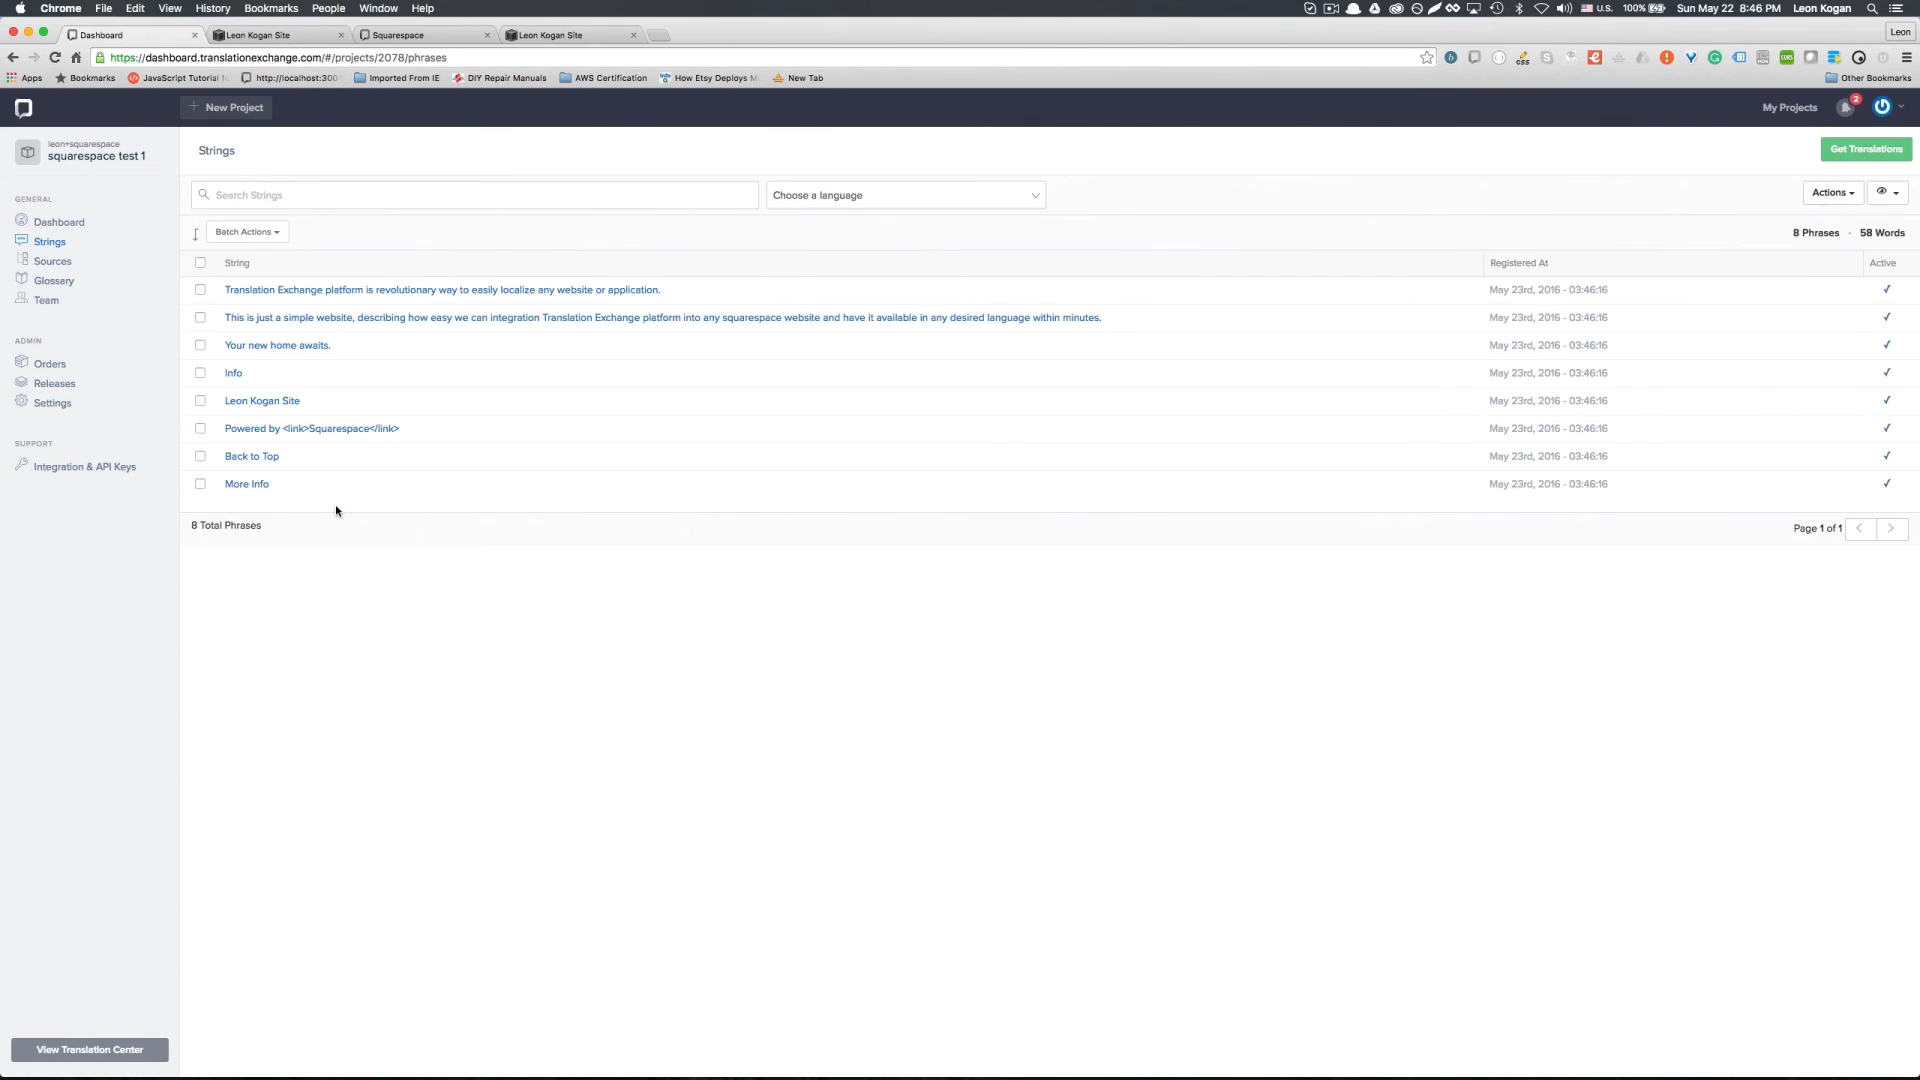 Chrome File Edit View History Bookmarks People Window Help
U.S. 100% Sun May 22 8:46 PM Leon Kogan
Dashboard Leon Kogan Site Squarespace Leon Kogan Site Leon
https://dashboard.translationexchange.com/#/projects/2078/phrases
Apps Bookmarks JavaScript Tutorial http://localhost:300 Imported From IE DIY Repair Manuals AWS Certification How Etsy Deploys New Tab Other Bookmarks
New Project My Projects 2
leon+squarespace
squarespace test 1
GENERAL
Dashboard
Strings
Sources
Glossary
Team
ADMIN
Orders
Releases
Settings
SUPPORT
Integration & API Keys
View Translation Center
Strings Get Translations
Search Strings Choose a language Actions
Batch Actions 8 Phrases · 58 Words
String Registered At Active
Translation Exchange platform is revolutionary way to easily localize any website or application. May 23rd, 2016 - 03:46:16
This is just a simple website, describing how easy we can integration Translation Exchange platform into any squarespace website and have it available in any desired language within minutes. May 23rd, 2016 - 03:46:16
Your new home awaits. May 23rd, 2016 - 03:46:16
Info May 23rd, 2016 - 03:46:16
Leon Kogan Site May 23rd, 2016 - 03:46:16
Powered by <link>Squarespace</link> May 23rd, 2016 - 03:46:16
Back to Top May 23rd, 2016 - 03:46:16
More Info May 23rd, 2016 - 03:46:16
8 Total Phrases Page 1 of 1